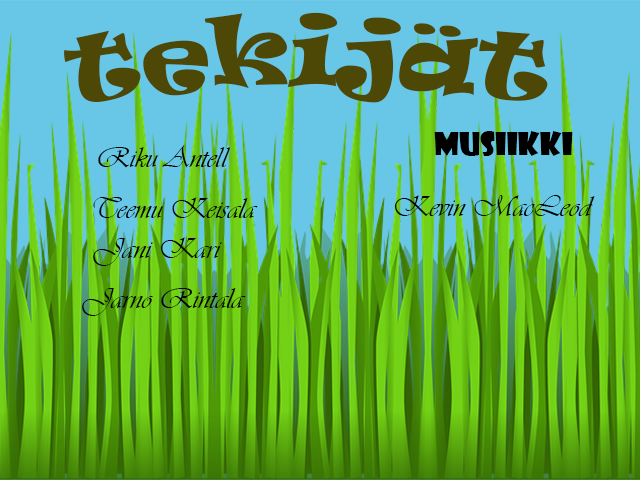 tekijät
Riku Antell
Teemu Keisala
Jani Kari
Jarno Rintala
MUSIIKKI
Kevin MacLeod